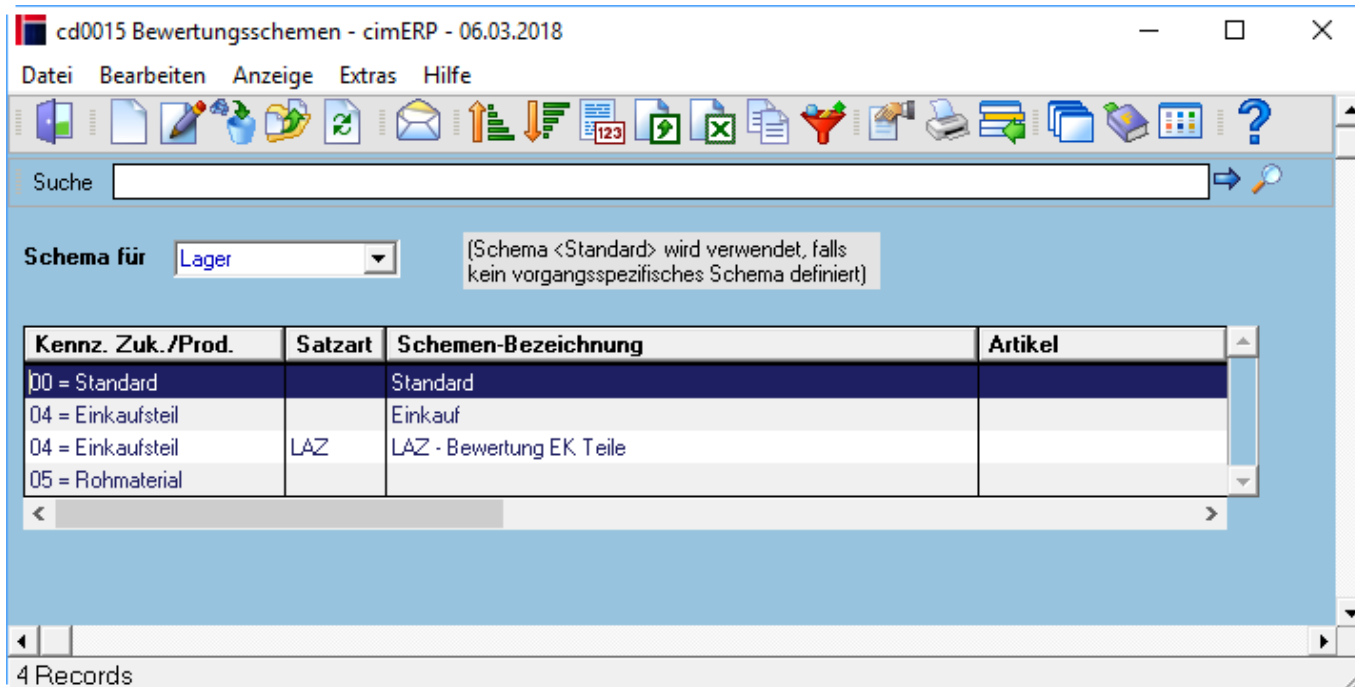 cd0015 Bewertungsschemen - cimERP - 06.03.2018
Datei Bearbeiten Anzeige Extras Hilfe
123
Suche
Schema für Lager
(Schema <Standard> wird verwendet, falls
kein vorgangsspezifisches Schema definiert)
Kennz. Zuk./Prod. Satzart Schemen-Bezeichnung Artikel
00 = Standard Standard
04 = Einkaufsteil Einkauf
04 = Einkaufsteil LAZ LAZ - Bewertung EK Teile
05 = Rohmaterial
4 Records